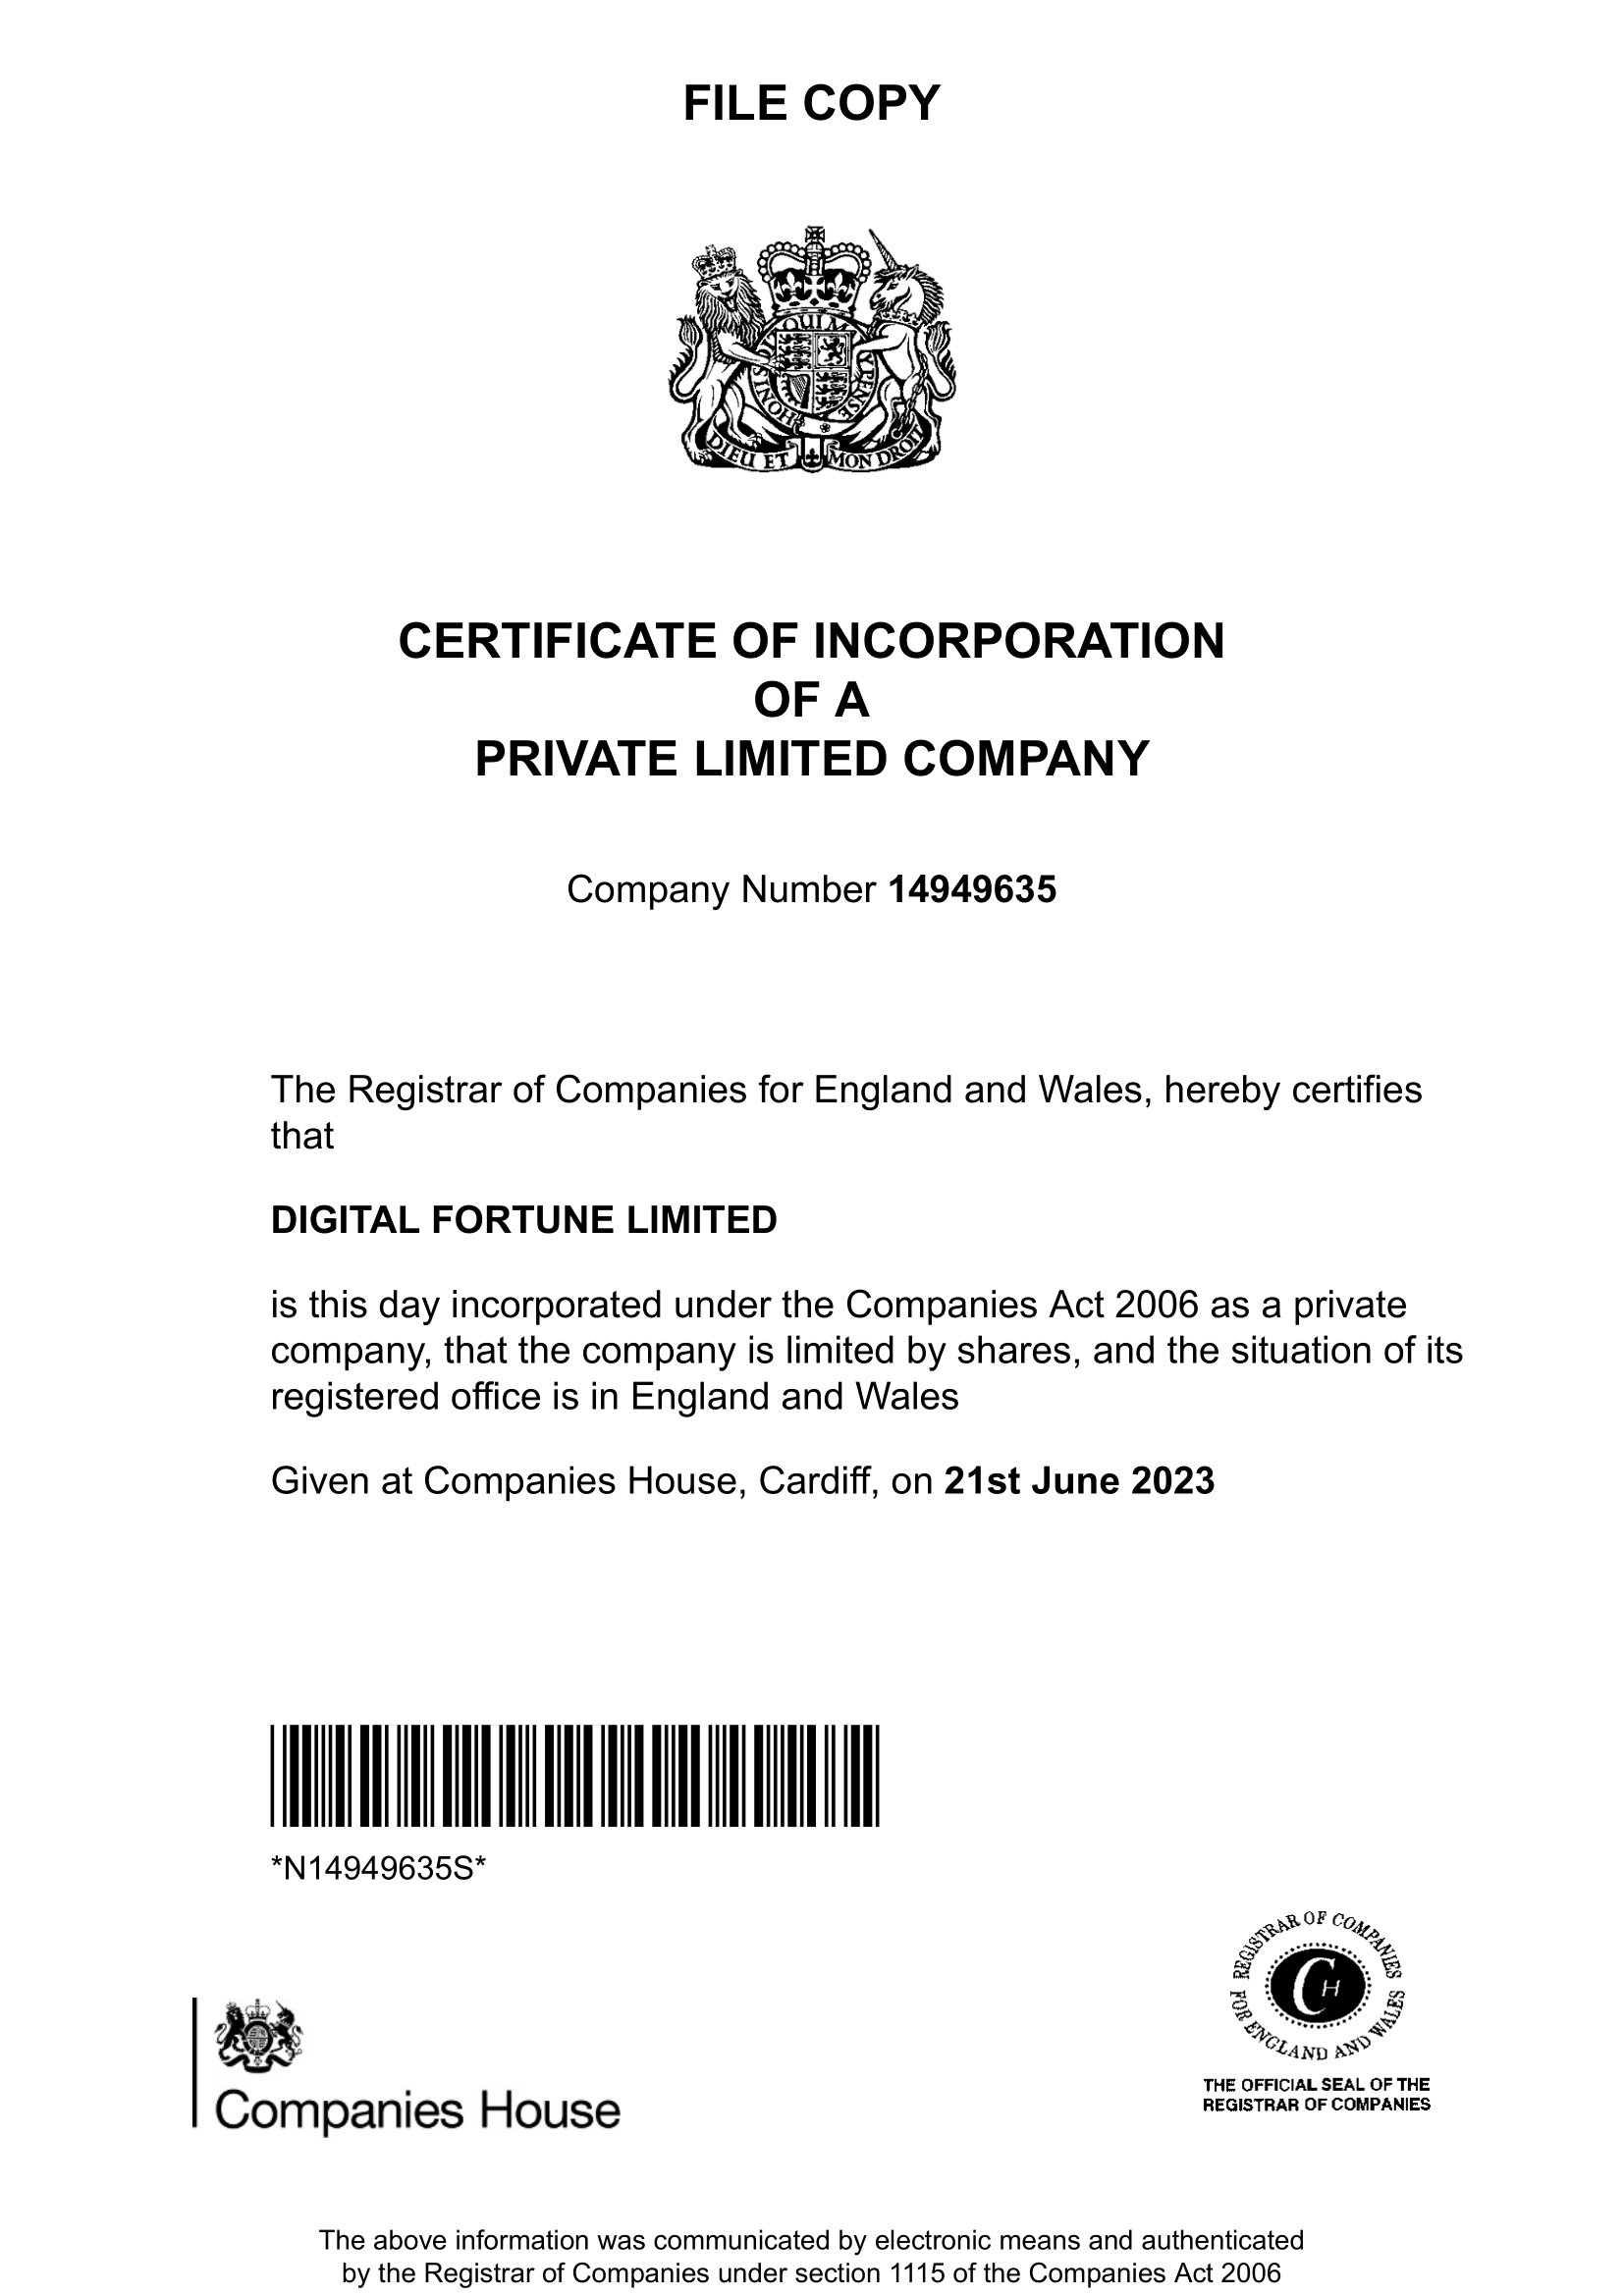 FILE COPY
HONI SOIT QUI MAL Y PENSE
DIEU ET MON DROIT
CERTIFICATE OF INCORPORATION
OF A
PRIVATE LIMITED COMPANY
Company Number 14949635
The Registrar of Companies for England and Wales, hereby certifies
that
DIGITAL FORTUNE LIMITED
is this day incorporated under the Companies Act 2006 as a private
company, that the company is limited by shares, and the situation of its
registered office is in England and Wales
Given at Companies House, Cardiff, on 21st June 2023
*N14949635S*
REGISTRAR OF COMPANIES
FOR ENGLAND AND WALES
CH
THE OFFICIAL SEAL OF THE
REGISTRAR OF COMPANIES
Companies House
The above information was communicated by electronic means and authenticated
by the Registrar of Companies under section 1115 of the Companies Act 2006